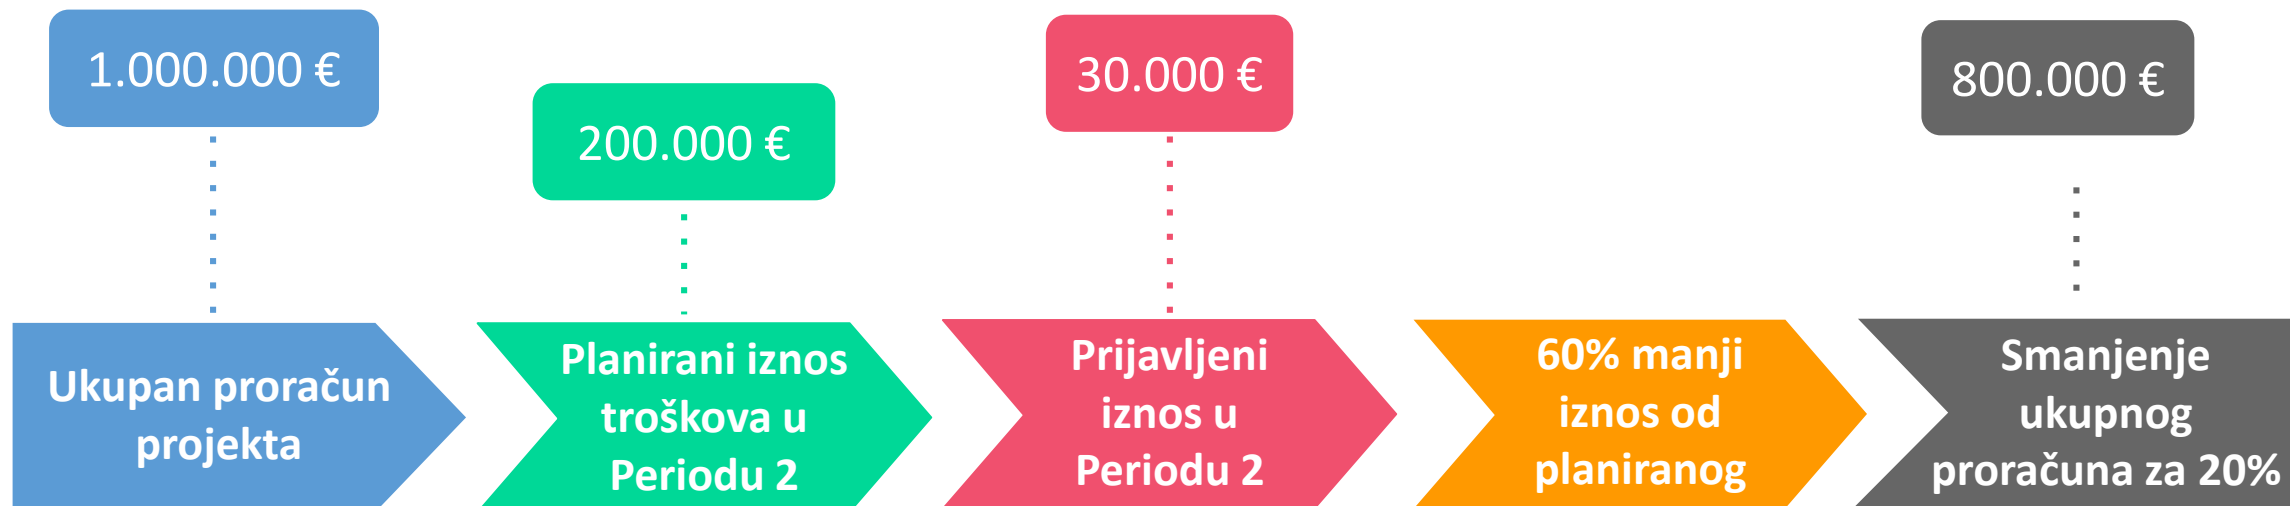 1.000.000 €
200.000 €
30.000 €
800.000 €
Ukupan proračun
projekta
Planirani iznos
troškova u
Periodu 2
Prijavljeni
iznos u
Periodu 2
60% manji
iznos od
planiranog
Smanjenje
ukupnog
proračuna za 20%